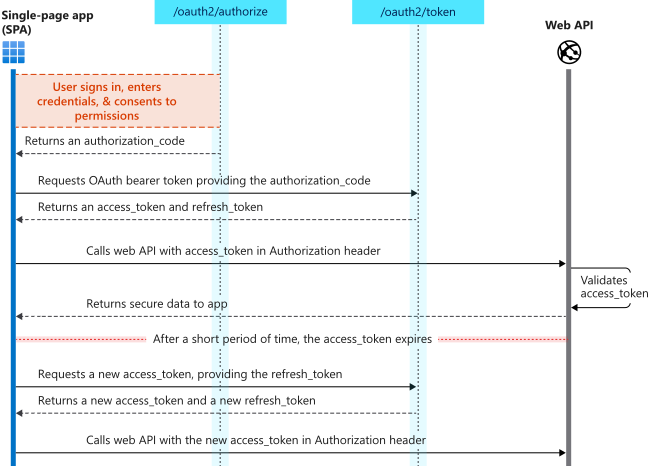 Single-page app
(SPA)
/oauth2/authorize
/oauth2/token
Web API
User signs in, enters
credentials, & consents to
permissions
Returns an authorization_code
Requests OAuth bearer token providing the authorization_code
Returns an access_token and refresh_token
Calls web API with access_token in Authorization header
Validates
access_token
Returns secure data to app
After a short period of time, the access_token expires
Requests a new access_token, providing the refresh_token
Returns a new access_token and a new refresh_token
Calls web API with the new access_token in Authorization header